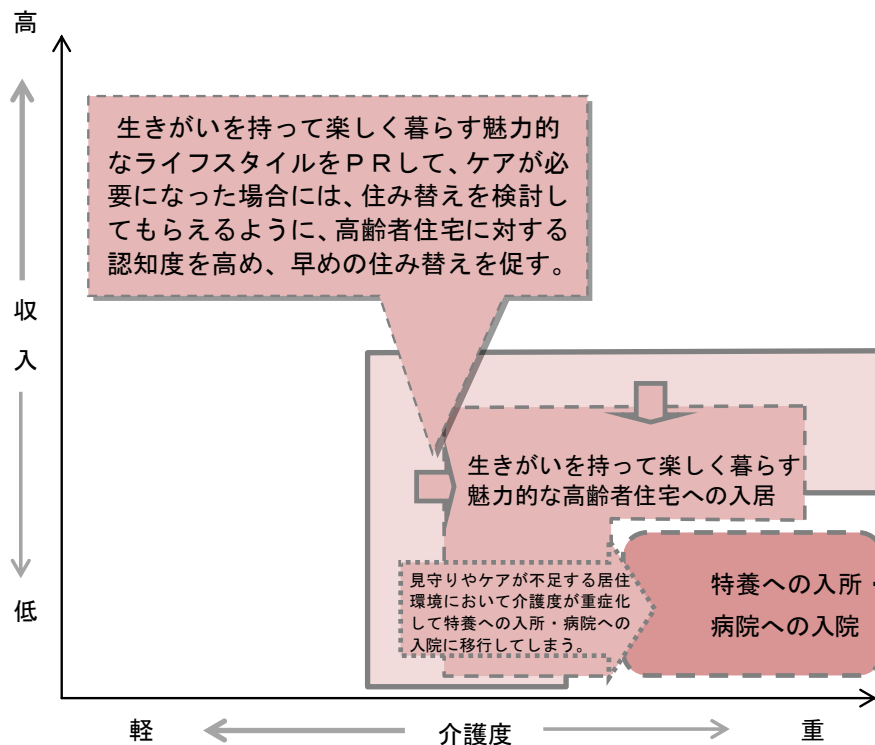 高
生きがいを持って楽しく暮らす魅力的
なライフスタイルをＰＲして、ケアが必
要になった場合には、住み替えを検討し
てもらえるように、高齢者住宅に対する
認知度を高め、早めの住み替えを促す。
収
入
生きがいを持って楽しく暮らす
魅力的な高齢者住宅への入居
見守りやケアが不足する居住
環境において介護度が重症化
して特養への入所・病院への
入院に移行してしまう。
特養への入所・
病院への入院
低
軽
介護度
重